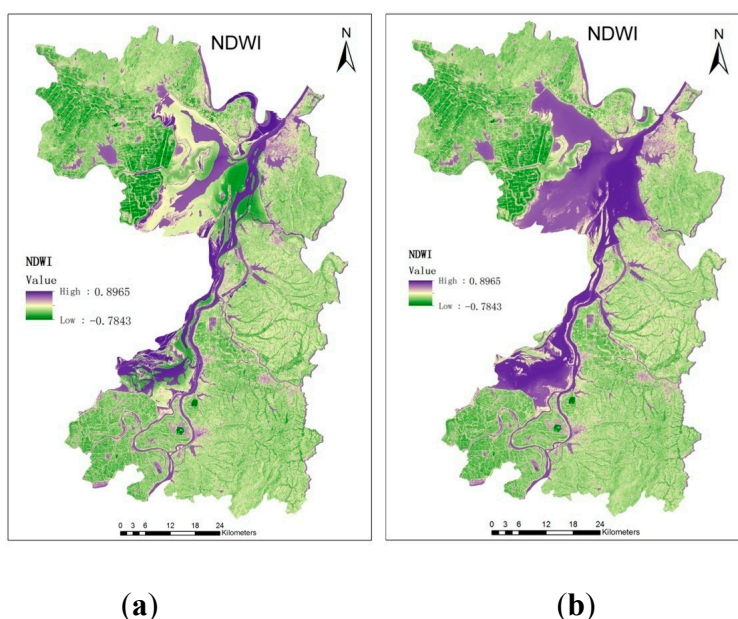 NDWI
N
NDWI
Value
High : 0.8965
Low : -0.7843
0 3 6 12 18 24
Kilometers
(a)
NDWI
N
NDWI
Value
High : 0.8965
Low : -0.7843
0 3 6 12 18 24
Kilometers
(b)